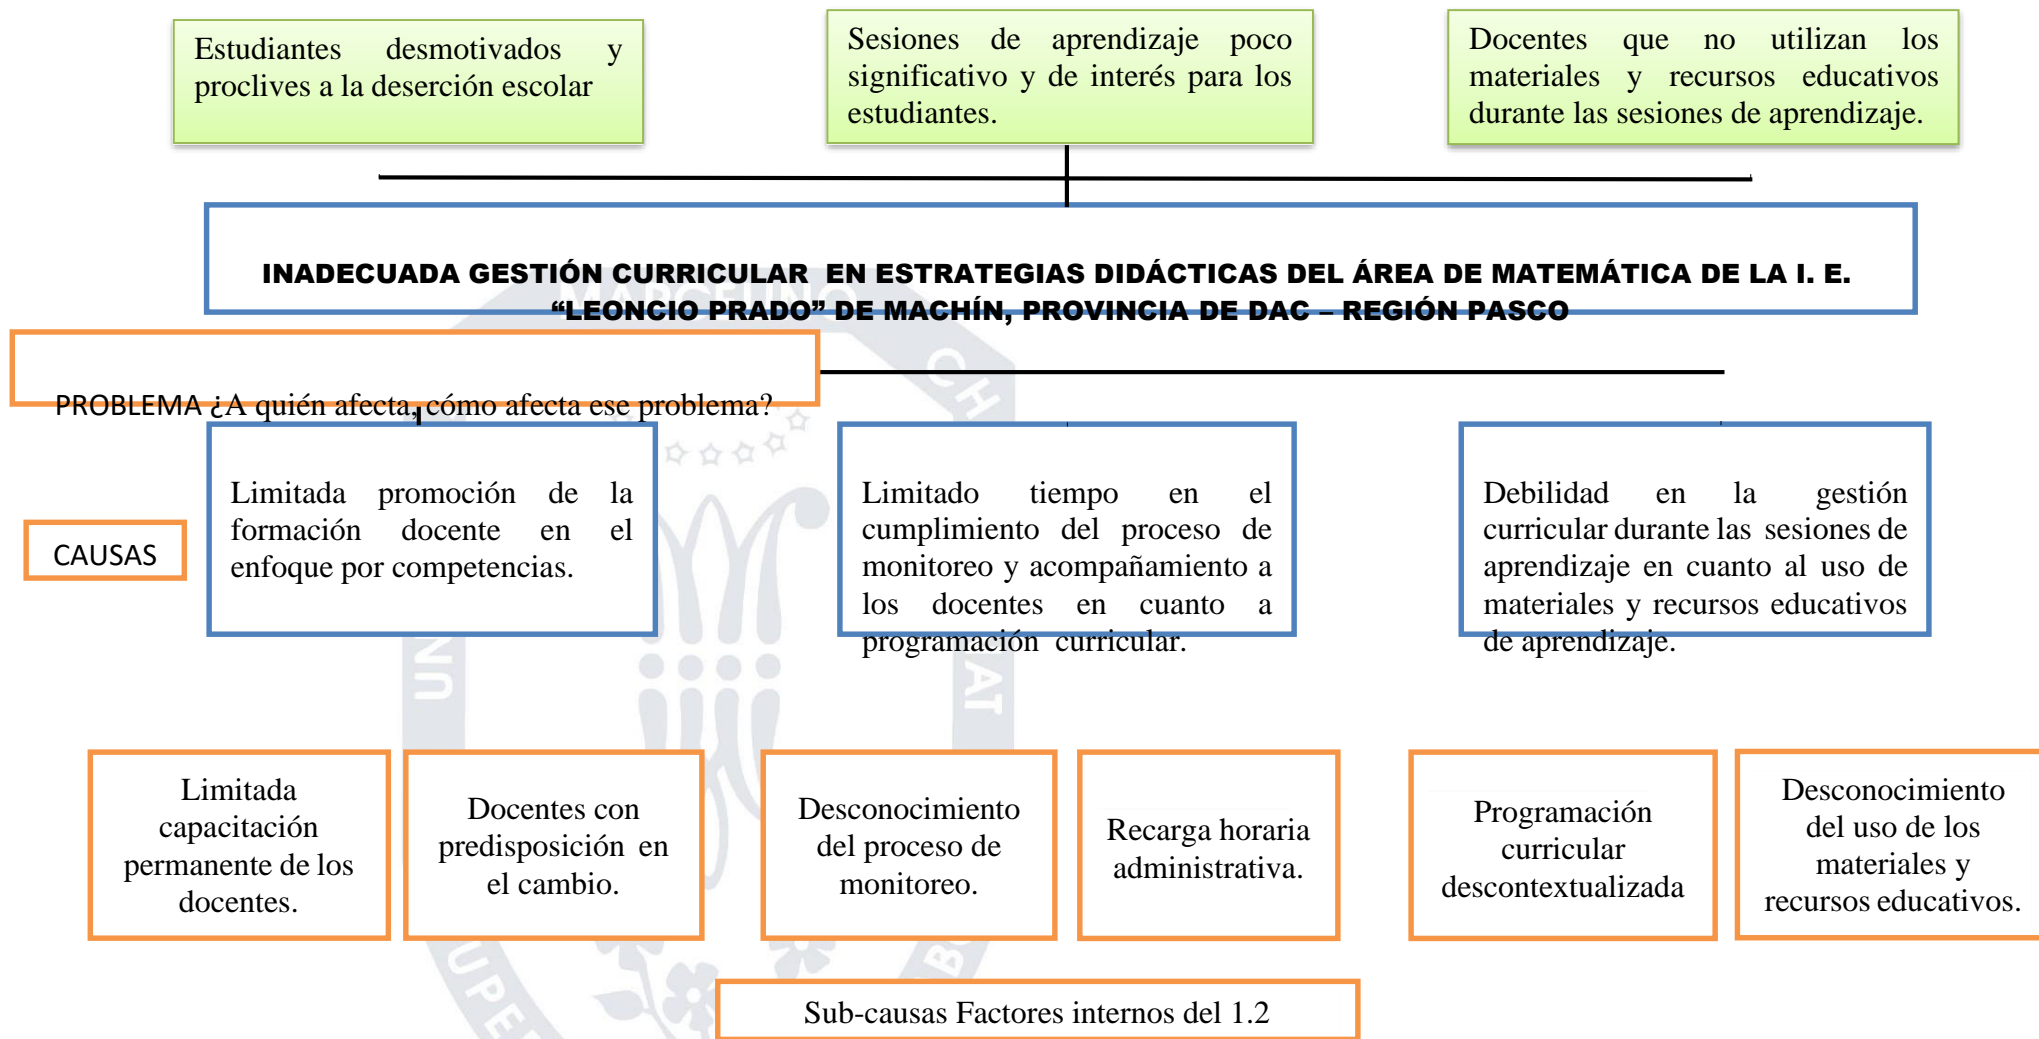 Estudiantes desmotivados y
proclives a la deserción escolar
Sesiones de aprendizaje poco
significativo y de interés para los
estudiantes.
Docentes que no utilizan los
materiales y recursos educativos
durante las sesiones de aprendizaje.
INADECUADA GESTIÓN CURRICULAR EN ESTRATEGIAS DIDÁCTICAS DEL ÁREA DE MATEMÁTICA DE LA I. E.
“LEONCIO PRADO” DE MACHÍN, PROVINCIA DE DAC – REGIÓN PASCO
PROBLEMA ¿A quién afecta, cómo afecta ese problema?
CAUSAS
Limitada promoción de la
formación docente en el
enfoque por competencias.
Limitado tiempo en el
cumplimiento del proceso de
monitoreo y acompañamiento a
los docentes en cuanto a
programación curricular.
Debilidad en la gestión
curricular durante las sesiones de
aprendizaje en cuanto al uso de
materiales y recursos educativos
de aprendizaje.
Limitada
capacitación
permanente de los
docentes.
Docentes con
predisposición en
el cambio.
Desconocimiento
del proceso de
monitoreo.
Recarga horaria
administrativa.
Programación
curricular
descontextualizada
Desconocimiento
del uso de los
materiales y
recursos educativos.
Sub-causas Factores internos del 1.2
MARCELINO CH